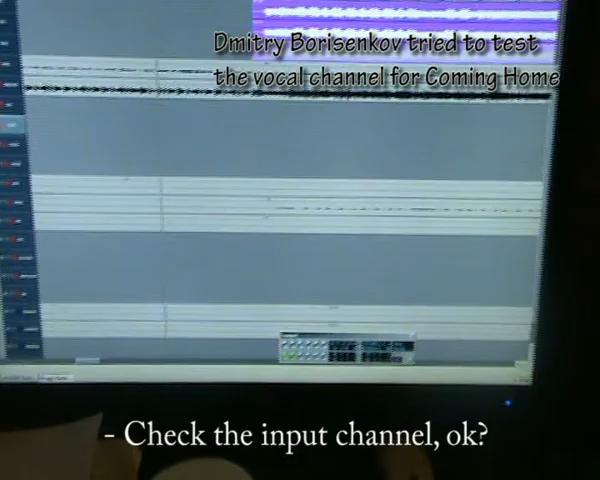 Dmitry Borisenkov tried to test
the vocal channel for Coming Home
- Check the input channel, ok?